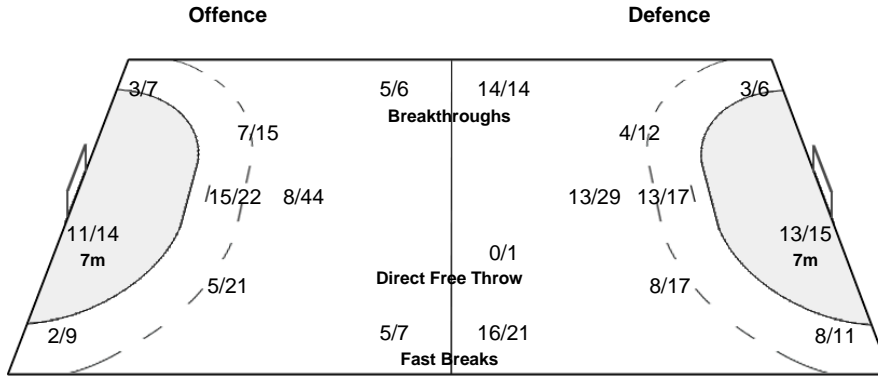 Offence Defence
3/7 5/6 14/14 3/6
Breakthroughs
7/15 4/12
15/22 8/44 13/29 13/17
11/14 13/15
7m 7m
0/1
Direct Free Throw
5/21 8/17
2/9 5/7 16/21 8/11
Fast Breaks